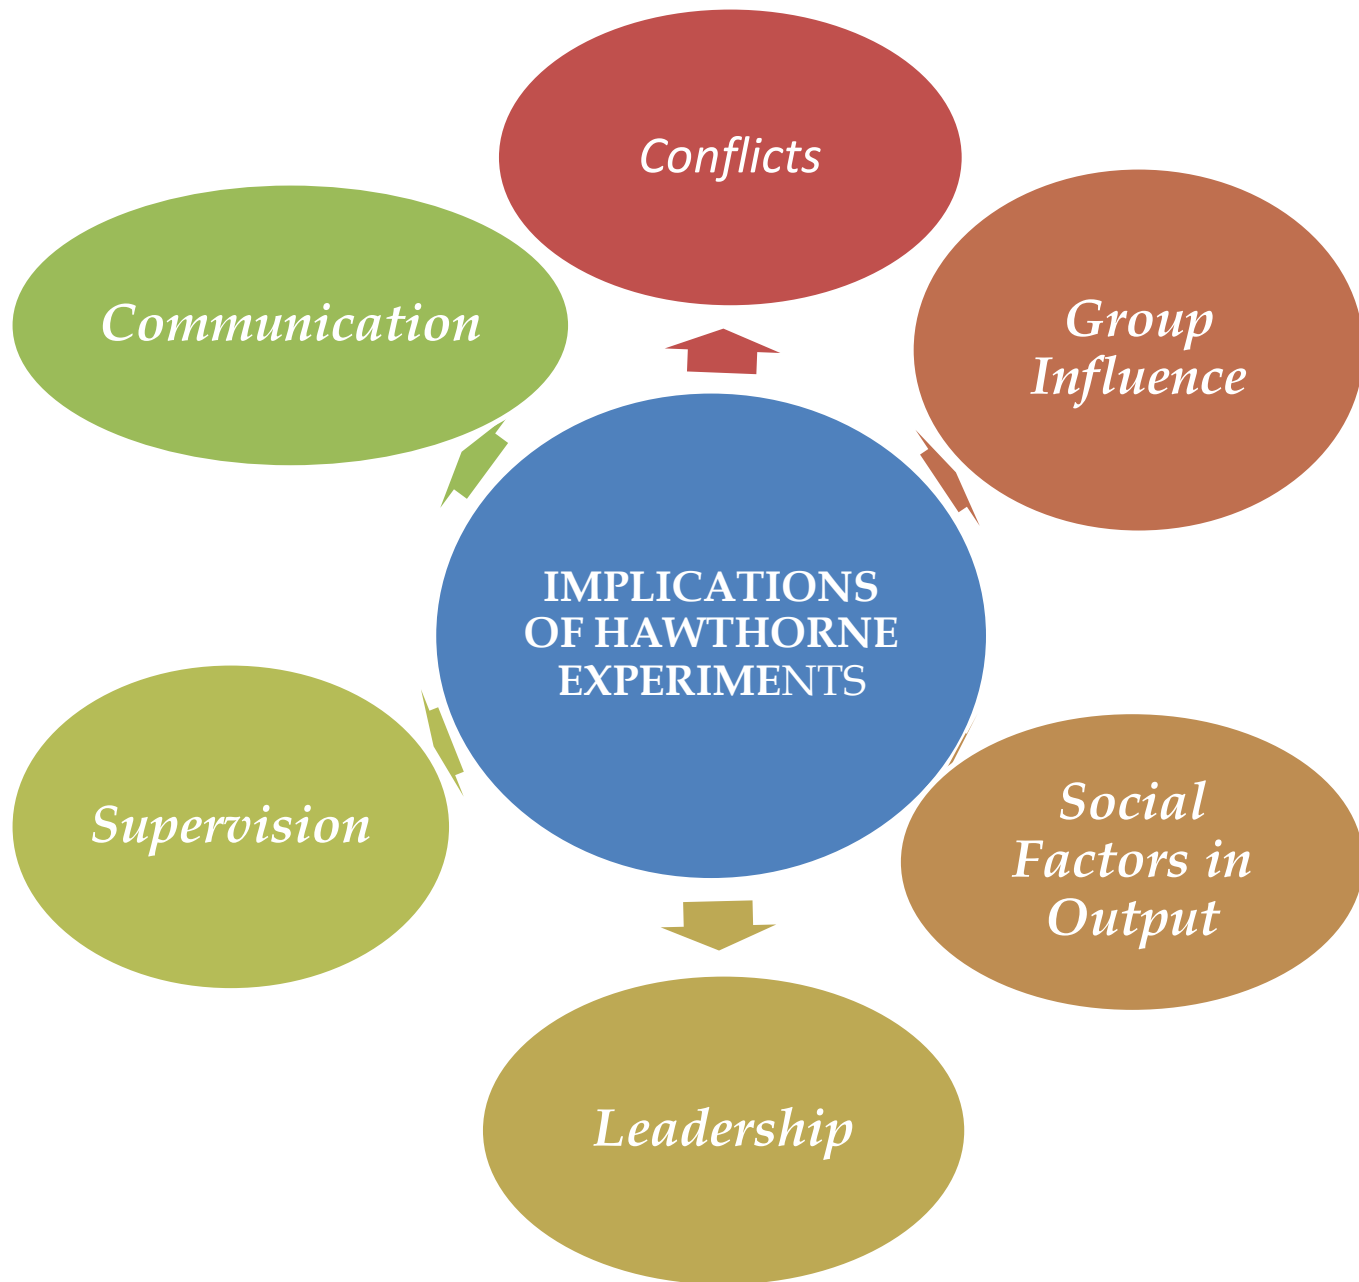 Conflicts
Group
Influence
Social
Factors in
Output
Leadership
Supervision
Communication
IMPLICATIONS
OF HAWTHORNE
EXPERIMENTS